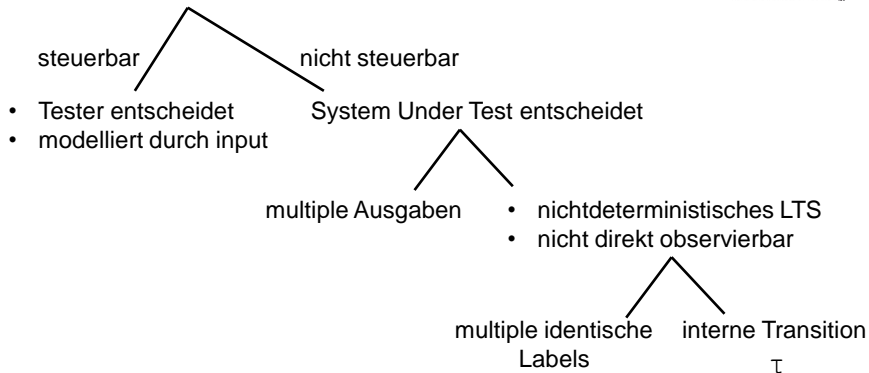 steuerbar
nicht steuerbar
• Tester entscheidet
• modelliert durch input
System Under Test entscheidet
multiple Ausgaben
• nichtdeterministisches LTS
• nicht direkt observierbar
multiple identische
Labels
interne Transition
τ